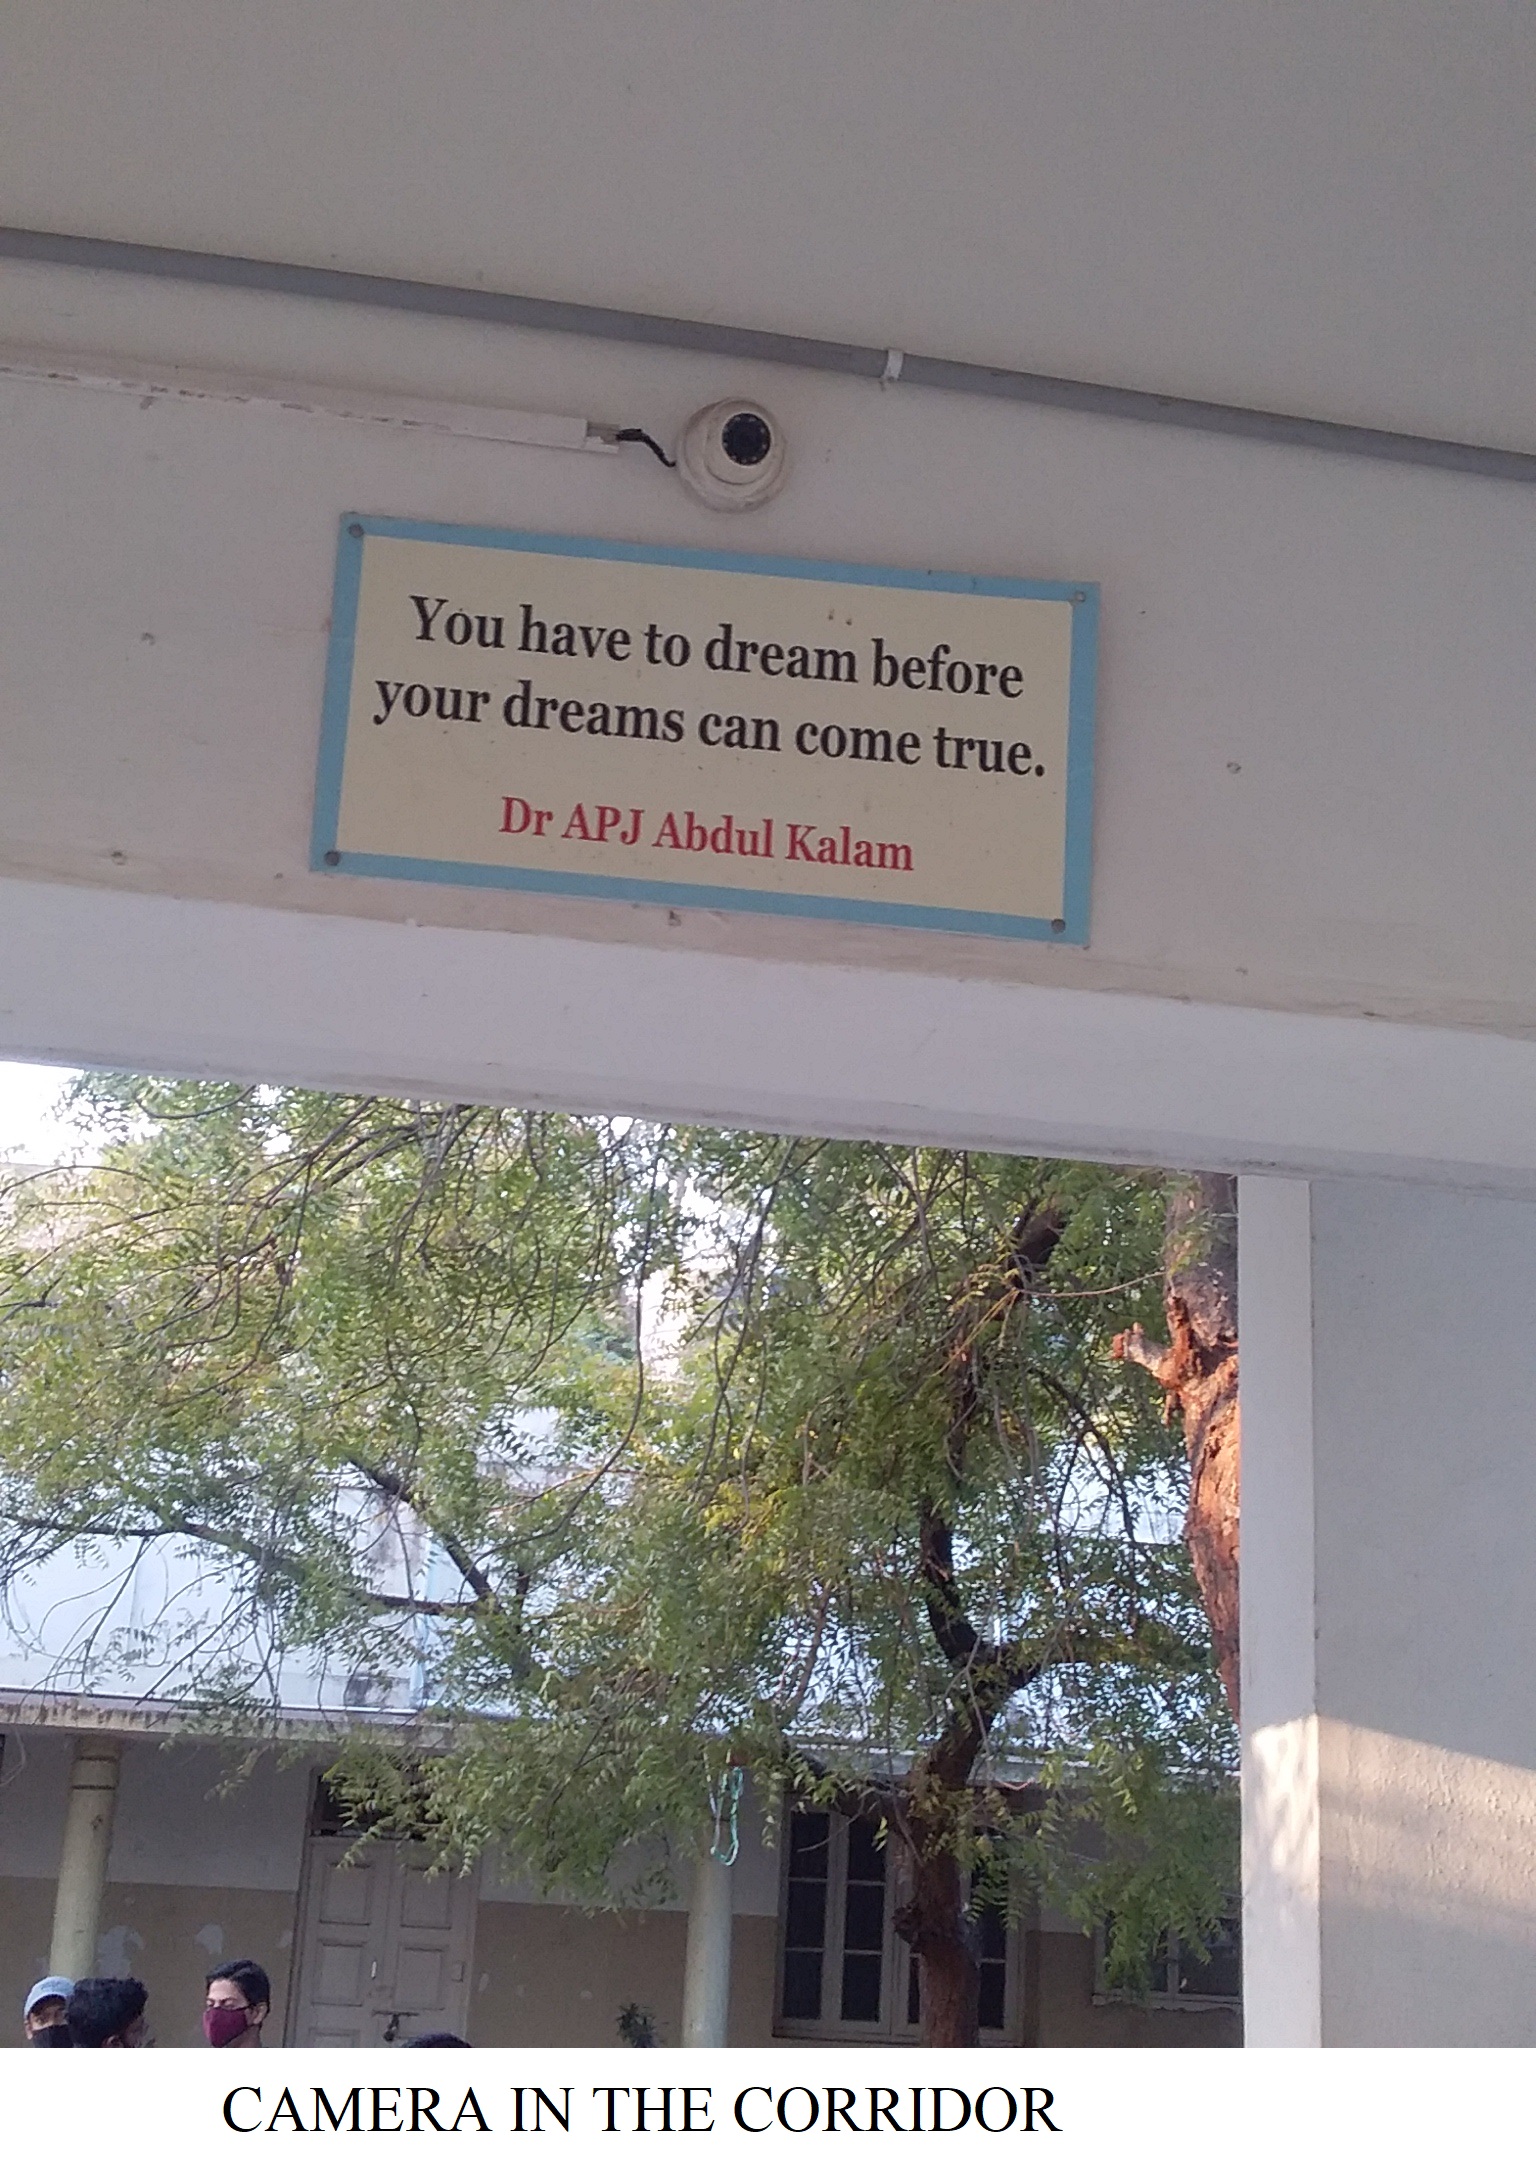 You have to dream before
your dreams can come true.
Dr APJ Abdul Kalam
CAMERA IN THE CORRIDOR